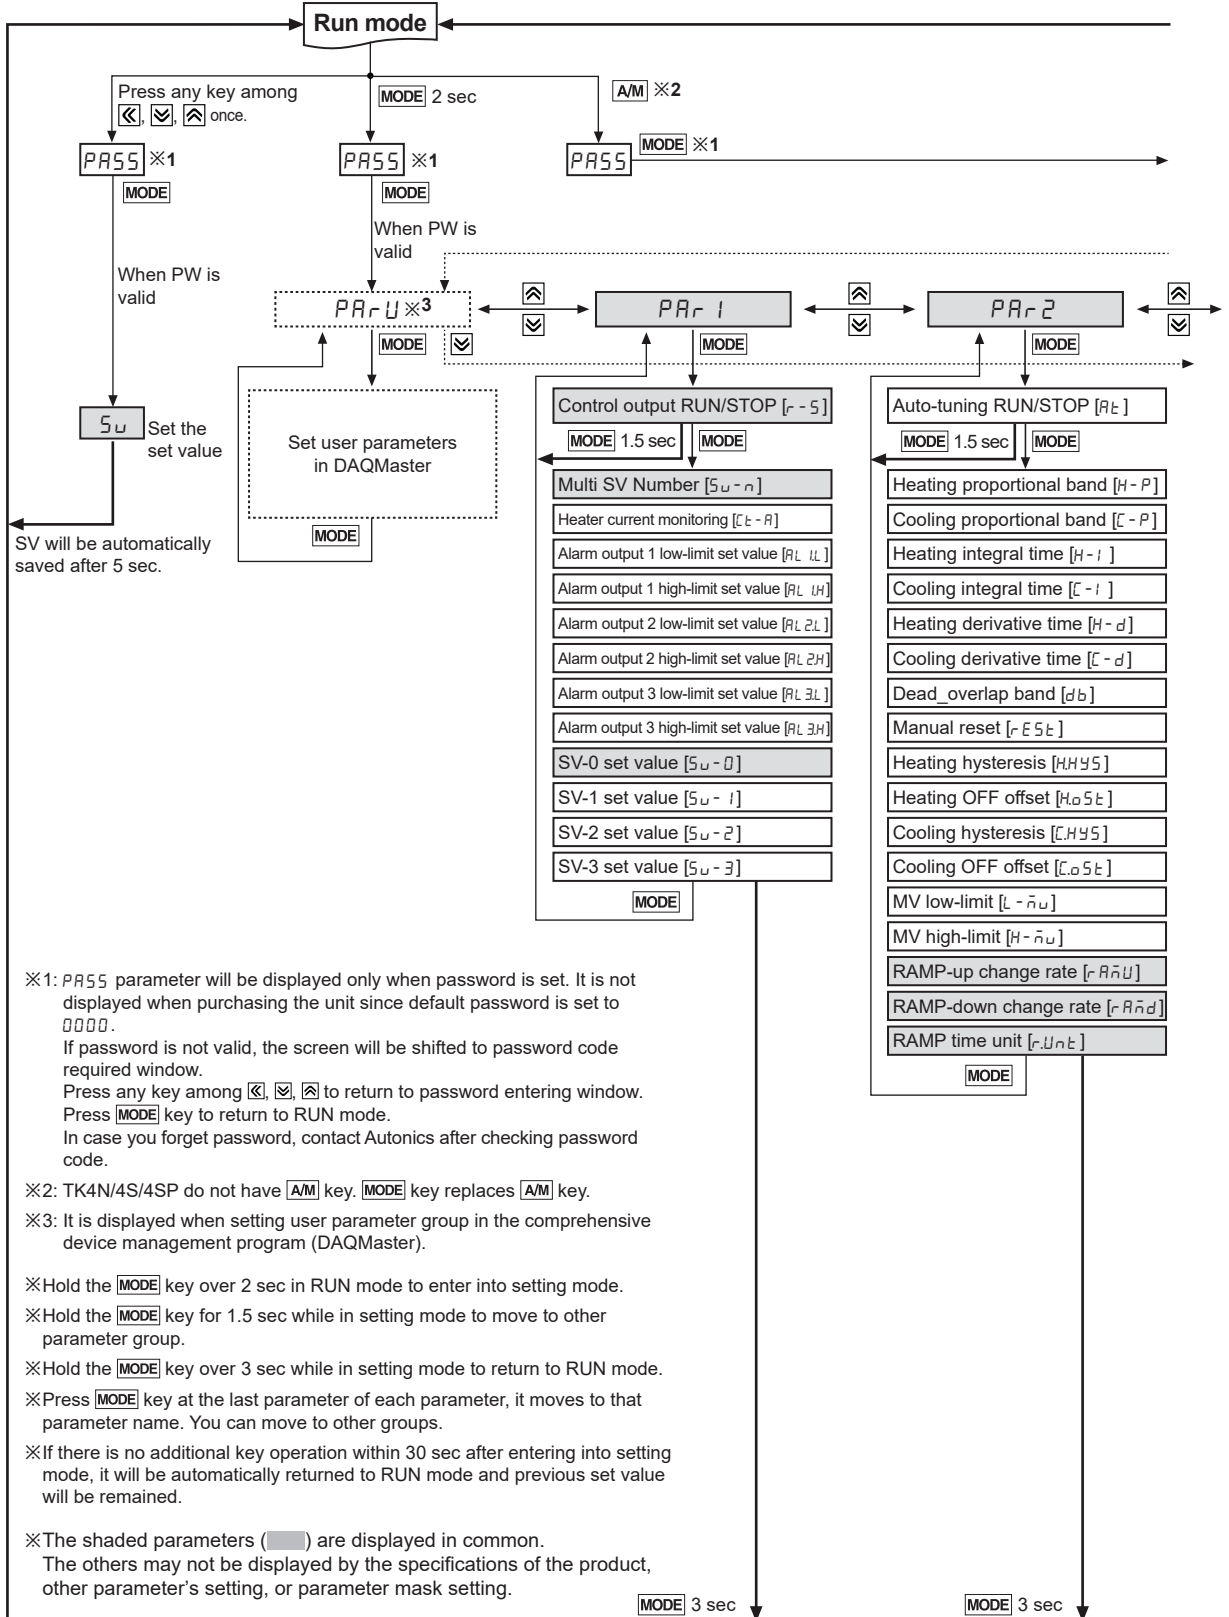 Run mode
Press any key among
, , once.
MODE 2 sec
A/M ※2
PASS ※1
PASS ※1
PASS
MODE ※1
MODE
MODE
When PW is
valid
When PW is
valid
PArU ※3
PAr1
PAr2
MODE
MODE
MODE
Sv
Set the
set value
SV will be automatically
saved after 5 sec.
Set user parameters
in DAQMaster
MODE
Control output RUN/STOP [r-S]
MODE 1.5 sec MODE
Multi SV Number [Sv-n]
Heater current monitoring [Ct-A]
Alarm output 1 low-limit set value [AL1.L]
Alarm output 1 high-limit set value [AL1.H]
Alarm output 2 low-limit set value [AL2.L]
Alarm output 2 high-limit set value [AL2.H]
Alarm output 3 low-limit set value [AL3.L]
Alarm output 3 high-limit set value [AL3.H]
SV-0 set value [Sv-0]
SV-1 set value [Sv-1]
SV-2 set value [Sv-2]
SV-3 set value [Sv-3]
MODE
Auto-tuning RUN/STOP [At]
MODE 1.5 sec MODE
Heating proportional band [H-P]
Cooling proportional band [C-P]
Heating integral time [H-I]
Cooling integral time [C-I]
Heating derivative time [H-d]
Cooling derivative time [C-d]
Dead_overlap band [db]
Manual reset [rESt]
Heating hysteresis [H.HYS]
Heating OFF offset [H.oSt]
Cooling hysteresis [C.HYS]
Cooling OFF offset [C.oSt]
MV low-limit [L-mv]
MV high-limit [H-mv]
RAMP-up change rate [rAmU]
RAMP-down change rate [rAmd]
RAMP time unit [r.Unt]
MODE
※1: PASS parameter will be displayed only when password is set. It is not
displayed when purchasing the unit since default password is set to
0000.
If password is not valid, the screen will be shifted to password code
required window.
Press any key among , , to return to password entering window.
Press MODE key to return to RUN mode.
In case you forget password, contact Autonics after checking password
code.
※2: TK4N/4S/4SP do not have A/M key. MODE key replaces A/M key.
※3: It is displayed when setting user parameter group in the comprehensive
device management program (DAQMaster).
※Hold the MODE key over 2 sec in RUN mode to enter into setting mode.
※Hold the MODE key for 1.5 sec while in setting mode to move to other
parameter group.
※Hold the MODE key over 3 sec while in setting mode to return to RUN mode.
※Press MODE key at the last parameter of each parameter, it moves to that
parameter name. You can move to other groups.
※If there is no additional key operation within 30 sec after entering into setting
mode, it will be automatically returned to RUN mode and previous set value
will be remained.
※The shaded parameters ( ) are displayed in common.
The others may not be displayed by the specifications of the product,
other parameter's setting, or parameter mask setting.
MODE 3 sec
MODE 3 sec